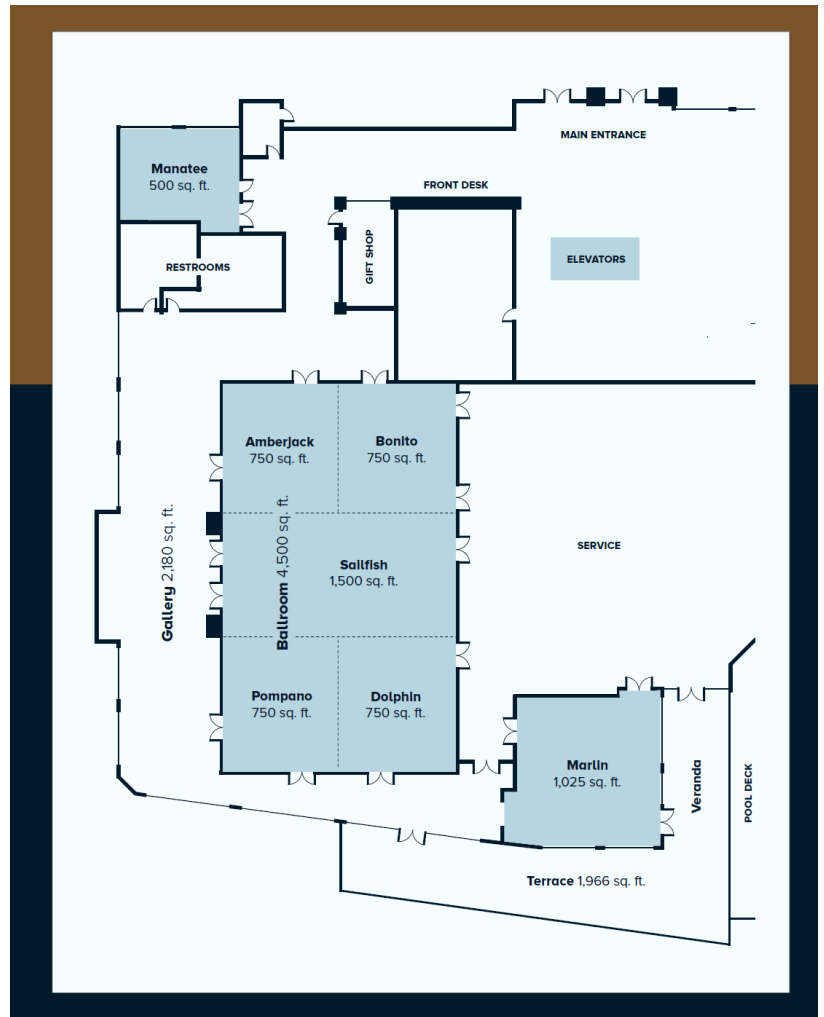 MAIN ENTRANCE
Manatee
500 sq. ft.
FRONT DESK
GIFT SHOP
ELEVATORS
RESTROOMS
Amberjack
750 sq. ft.
Bonito
750 sq. ft.
Gallery 2,180 sq. ft.
Ballroom 4,500 sq. ft.
SERVICE
Sailfish
1,500 sq. ft.
Pompano
750 sq. ft.
Dolphin
750 sq. ft.
Marlin
1,025 sq. ft.
Veranda
POOL DECK
Terrace 1,966 sq. ft.